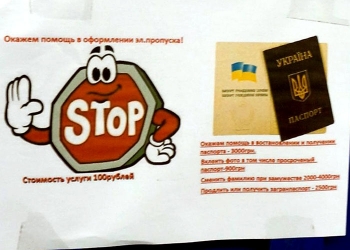 Окажем помощь в оформлении эл.пропуска!
STOP
Стоимость услуги 100рублей
УКРАЇНА
ПАСПОРТ
Окажем помощь в востановлении и получении
паспорта - 3000грн.
Вклеить фото в том числе просроченный
паспорт-900грн
Сменить фамилию при замужестве 2000-4000грн
Продлить или получить загранпаспорт - 2500грн